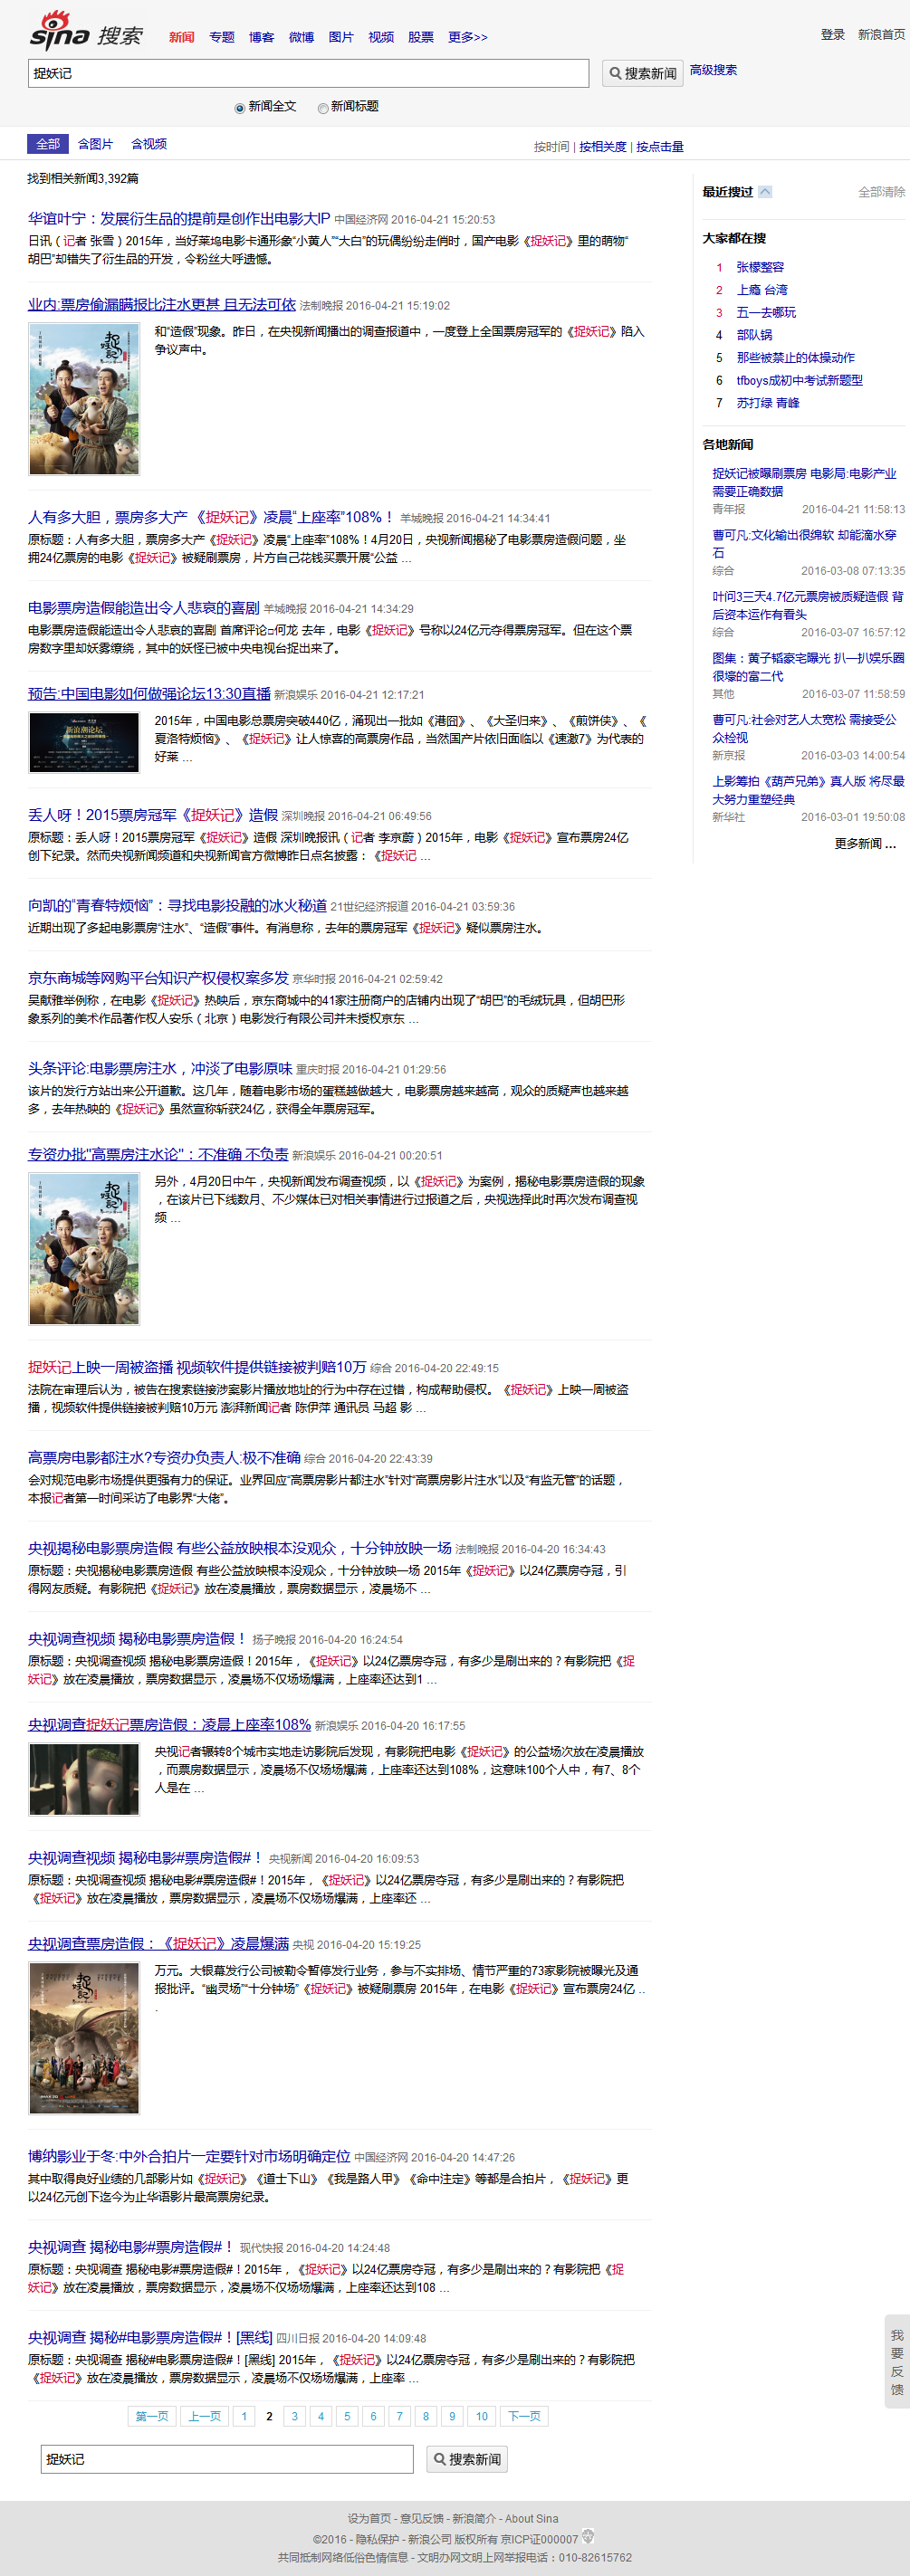 sina 搜索
新闻 专题 博客 微博 图片 视频 股票 更多>>
登录 新浪首页
捉妖记
搜索新闻 高级搜索
新闻全文 新闻标题
全部 含图片 含视频
按时间 | 按相关度 | 按点击量
找到相关新闻3,392篇
华谊叶宁：发展衍生品的提前是创作出电影大IP 中国经济网 2016-04-21 15:20:53
日讯（记者 张雪）2015年，当好莱坞电影卡通形象“小黄人”“大白”的玩偶纷纷走俏时，国产电影《捉妖记》里的萌物“
胡巴”却错失了衍生品的开发，令粉丝大呼遗憾。
业内:票房偷漏瞒报比注水更甚 且无法可依 法制晚报 2016-04-21 15:19:02
和“造假”现象。昨日，在央视新闻播出的调查报道中，一度登上全国票房冠军的《捉妖记》陷入
争议声中。
人有多大胆，票房多大产 《捉妖记》凌晨“上座率”108%！ 羊城晚报 2016-04-21 14:34:41
原标题：人有多大胆，票房多大产《捉妖记》凌晨“上座率”108%！4月20日，央视新闻揭秘了电影票房造假问题，坐
拥24亿票房的电影《捉妖记》被疑刷票房，片方自己花钱买票开展“公益 ...
电影票房造假能造出令人悲哀的喜剧 羊城晚报 2016-04-21 14:34:29
电影票房造假能造出令人悲哀的喜剧 首席评论□何龙 去年，电影《捉妖记》号称以24亿元夺得票房冠军。但在这个票
房数字里却妖雾缭绕，其中的妖怪已被中央电视台捉出来了。
预告:中国电影如何做强论坛13:30直播 新浪娱乐 2016-04-21 12:17:21
2015年，中国电影总票房突破440亿，涌现出一批如《港囧》、《大圣归来》、《煎饼侠》、《
夏洛特烦恼》、《捉妖记》让人惊喜的高票房作品，当然国产片依旧面临以《速激7》为代表的
好莱 ...
丢人呀！2015票房冠军《捉妖记》造假 深圳晚报 2016-04-21 06:49:56
原标题：丢人呀！2015票房冠军《捉妖记》造假 深圳晚报讯（记者 李京蔚）2015年，电影《捉妖记》宣布票房24亿
创下纪录。然而央视新闻频道和央视新闻官方微博昨日点名披露：《捉妖记 ...
向凯的“青春特烦恼”：寻找电影投融的冰火秘道 21世纪经济报道 2016-04-21 03:59:36
近期出现了多起电影票房“注水”、“造假”事件。有消息称，去年的票房冠军《捉妖记》疑似票房注水。
京东商城等网购平台知识产权侵权案多发 京华时报 2016-04-21 02:59:42
吴献雅举例称，在电影《捉妖记》热映后，京东商城中的41家注册商户的店铺内出现了“胡巴”的毛绒玩具，但胡巴形
象系列的美术作品著作权人安乐（北京）电影发行有限公司并未授权京东 ...
头条评论:电影票房注水，冲淡了电影原味 重庆时报 2016-04-21 01:29:56
该片的发行方站出来公开道歉。这几年，随着电影市场的蛋糕越做越大，电影票房越来越高，观众的质疑声也越来越
多，去年热映的《捉妖记》虽然宣称斩获24亿，获得全年票房冠军。
专资办批"高票房注水论"：不准确 不负责 新浪娱乐 2016-04-21 00:20:51
另外，4月20日中午，央视新闻发布调查视频，以《捉妖记》为案例，揭秘电影票房造假的现象
，在该片已下线数月、不少媒体已对相关事情进行过报道之后，央视选择此时再次发布调查视
频 ...
捉妖记上映一周被盗播 视频软件提供链接被判赔10万 综合 2016-04-20 22:49:15
法院在审理后认为，被告在搜索链接涉案影片播放地址的行为中存在过错，构成帮助侵权。《捉妖记》上映一周被盗
播，视频软件提供链接被判赔10万元 澎湃新闻记者 陈伊萍 通讯员 马超 影 ...
高票房电影都注水?专资办负责人:极不准确 综合 2016-04-20 22:43:39
会对规范电影市场提供更强有力的保证。业界回应“高票房影片都注水”针对“高票房影片注水”以及“有监无管”的话题，
本报记者第一时间采访了电影界“大佬”。
央视揭秘电影票房造假 有些公益放映根本没观众，十分钟放映一场 法制晚报 2016-04-20 16:34:43
原标题：央视揭秘电影票房造假 有些公益放映根本没观众，十分钟放映一场 2015年《捉妖记》以24亿票房夺冠，引
得网友质疑。有影院把《捉妖记》放在凌晨播放，票房数据显示，凌晨场不 ...
央视调查视频 揭秘电影票房造假！ 扬子晚报 2016-04-20 16:24:54
原标题：央视调查视频 揭秘电影票房造假！2015年，《捉妖记》以24亿票房夺冠，有多少是刷出来的？有影院把《捉
妖记》放在凌晨播放，票房数据显示，凌晨场不仅场场爆满，上座率还达到1 ...
央视调查捉妖记票房造假：凌晨上座率108% 新浪娱乐 2016-04-20 16:17:55
央视记者辗转8个城市实地走访影院后发现，有影院把电影《捉妖记》的公益场次放在凌晨播放
，而票房数据显示，凌晨场不仅场场爆满，上座率还达到108%，这意味100个人中，有7、8个
人是在 ...
央视调查视频 揭秘电影#票房造假#！ 央视新闻 2016-04-20 16:09:53
原标题：央视调查视频 揭秘电影#票房造假#！2015年，《捉妖记》以24亿票房夺冠，有多少是刷出来的？有影院把
《捉妖记》放在凌晨播放，票房数据显示，凌晨场不仅场场爆满，上座率还 ...
央视调查票房造假：《捉妖记》凌晨爆满 央视 2016-04-20 15:19:25
万元。大银幕发行公司被勒令暂停发行业务，参与不实排场、情节严重的73家影院被曝光及通
报批评。“幽灵场”“十分钟场”《捉妖记》被疑刷票房 2015年，在电影《捉妖记》宣布票房24亿 ..
.
博纳影业于冬:中外合拍片一定要针对市场明确定位 中国经济网 2016-04-20 14:47:26
其中取得良好业绩的几部影片如《捉妖记》《道士下山》《我是路人甲》《命中注定》等都是合拍片，《捉妖记》更
以24亿元创下迄今为止华语影片最高票房纪录。
央视调查 揭秘电影#票房造假#！ 现代快报 2016-04-20 14:24:48
原标题：央视调查 揭秘电影#票房造假#！2015年，《捉妖记》以24亿票房夺冠，有多少是刷出来的？有影院把《捉
妖记》放在凌晨播放，票房数据显示，凌晨场不仅场场爆满，上座率还达到108 ...
央视调查 揭秘#电影票房造假#！[黑线] 四川日报 2016-04-20 14:09:48
原标题：央视调查 揭秘#电影票房造假#！[黑线] 2015年，《捉妖记》以24亿票房夺冠，有多少是刷出来的？有影院把
《捉妖记》放在凌晨播放，票房数据显示，凌晨场不仅场场爆满，上座率 ...
第一页 上一页 1 2 3 4 5 6 7 8 9 10 下一页
捉妖记 搜索新闻
最近搜过 全部清除
大家都在搜
1 张檬整容
2 上瘾 台湾
3 五一去哪玩
4 部队锅
5 那些被禁止的体操动作
6 tfboys成初中考试新题型
7 苏打绿 青峰
各地新闻
捉妖记被曝刷票房 电影局:电影产业
需要正确数据
青年报 2016-04-21 11:58:13
曹可凡:文化输出很绵软 却能滴水穿
石
综合 2016-03-08 07:13:35
叶问3三天4.7亿元票房被质疑造假 背
后资本运作有看头
综合 2016-03-07 16:57:12
图集：黄子韬豪宅曝光 扒一扒娱乐圈
很壕的富二代
其他 2016-03-07 11:58:59
曹可凡:社会对艺人太宽松 需接受公
众检视
新京报 2016-03-03 14:00:54
上影筹拍《葫芦兄弟》真人版 将尽最
大努力重塑经典
新华社 2016-03-01 19:50:08
更多新闻 ...
我
要
反
馈
设为首页 - 意见反馈 - 新浪简介 - About Sina
©2016 - 隐私保护 - 新浪公司 版权所有 京ICP证000007
共同抵制网络低俗色情信息 - 文明办网文明上网举报电话：010-82615762